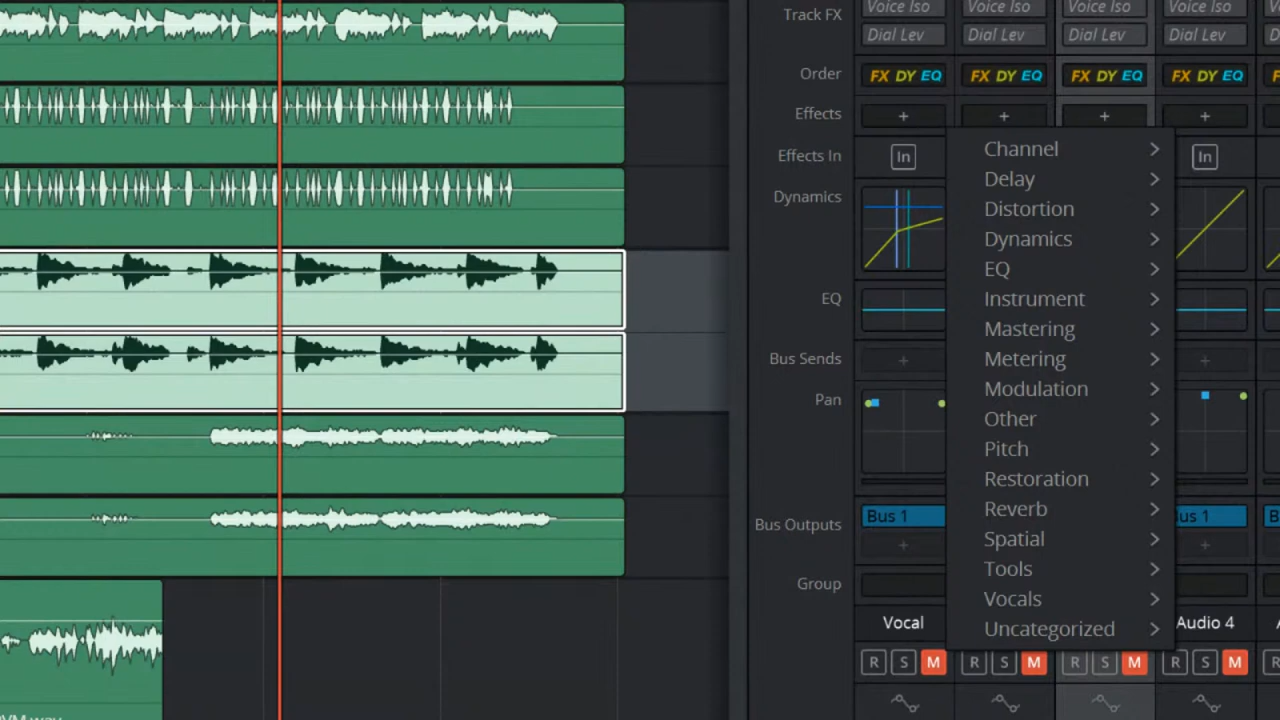 Track FX
Voice Iso Voice Iso Voice Iso Voice Iso
Dial Lev Dial Lev Dial Lev Dial Lev
Order FX DY EQ FX DY EQ FX DY EQ FX DY EQ
Effects + + + +
Effects In In In
Dynamics
EQ
Bus Sends + +
Pan
Bus Outputs Bus 1 Bus 1
+ +
Group
Channel
Delay
Distortion
Dynamics
EQ
Instrument
Mastering
Metering
Modulation
Other
Pitch
Restoration
Reverb
Spatial
Tools
Vocals
Uncategorized
Vocal Audio 4
R S M R S M R S M R S M R